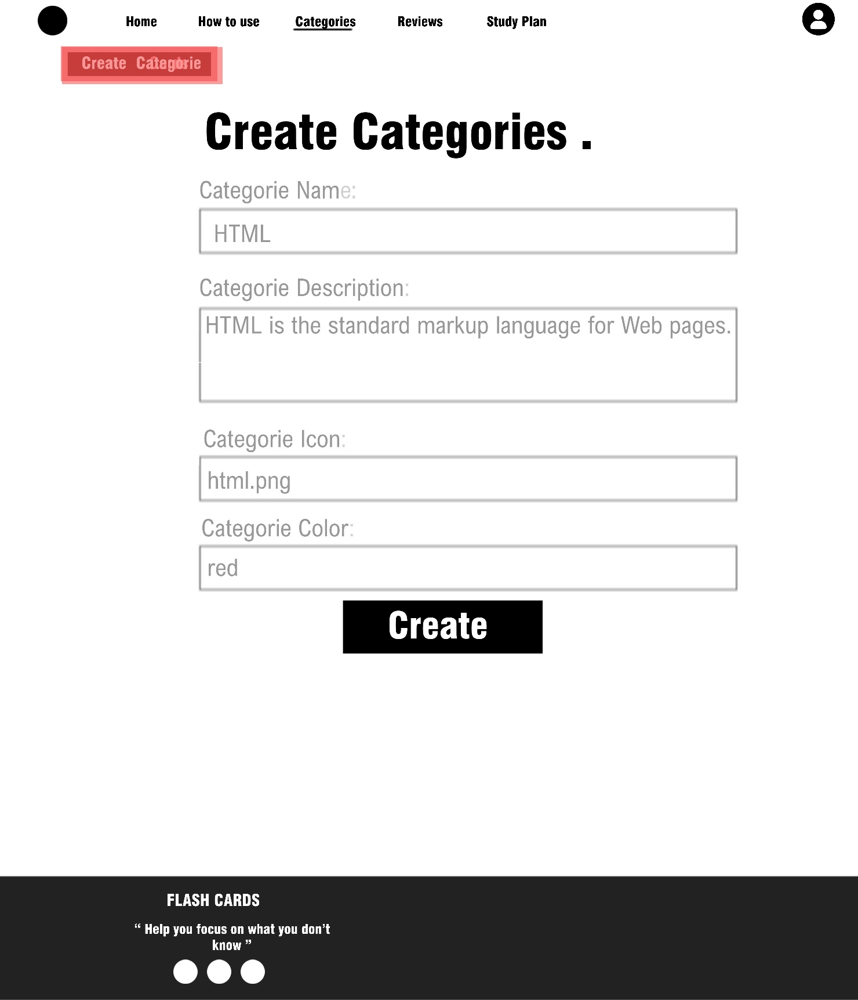 Home How to use Categories Reviews Study Plan
Create Categorie
Create Categories .
Categorie Name:
HTML
Categorie Description:
HTML is the standard markup language for Web pages.
Categorie Icon:
html.png
Categorie Color:
red
Create
FLASH CARDS
“ Help you focus on what you don’t
know ”